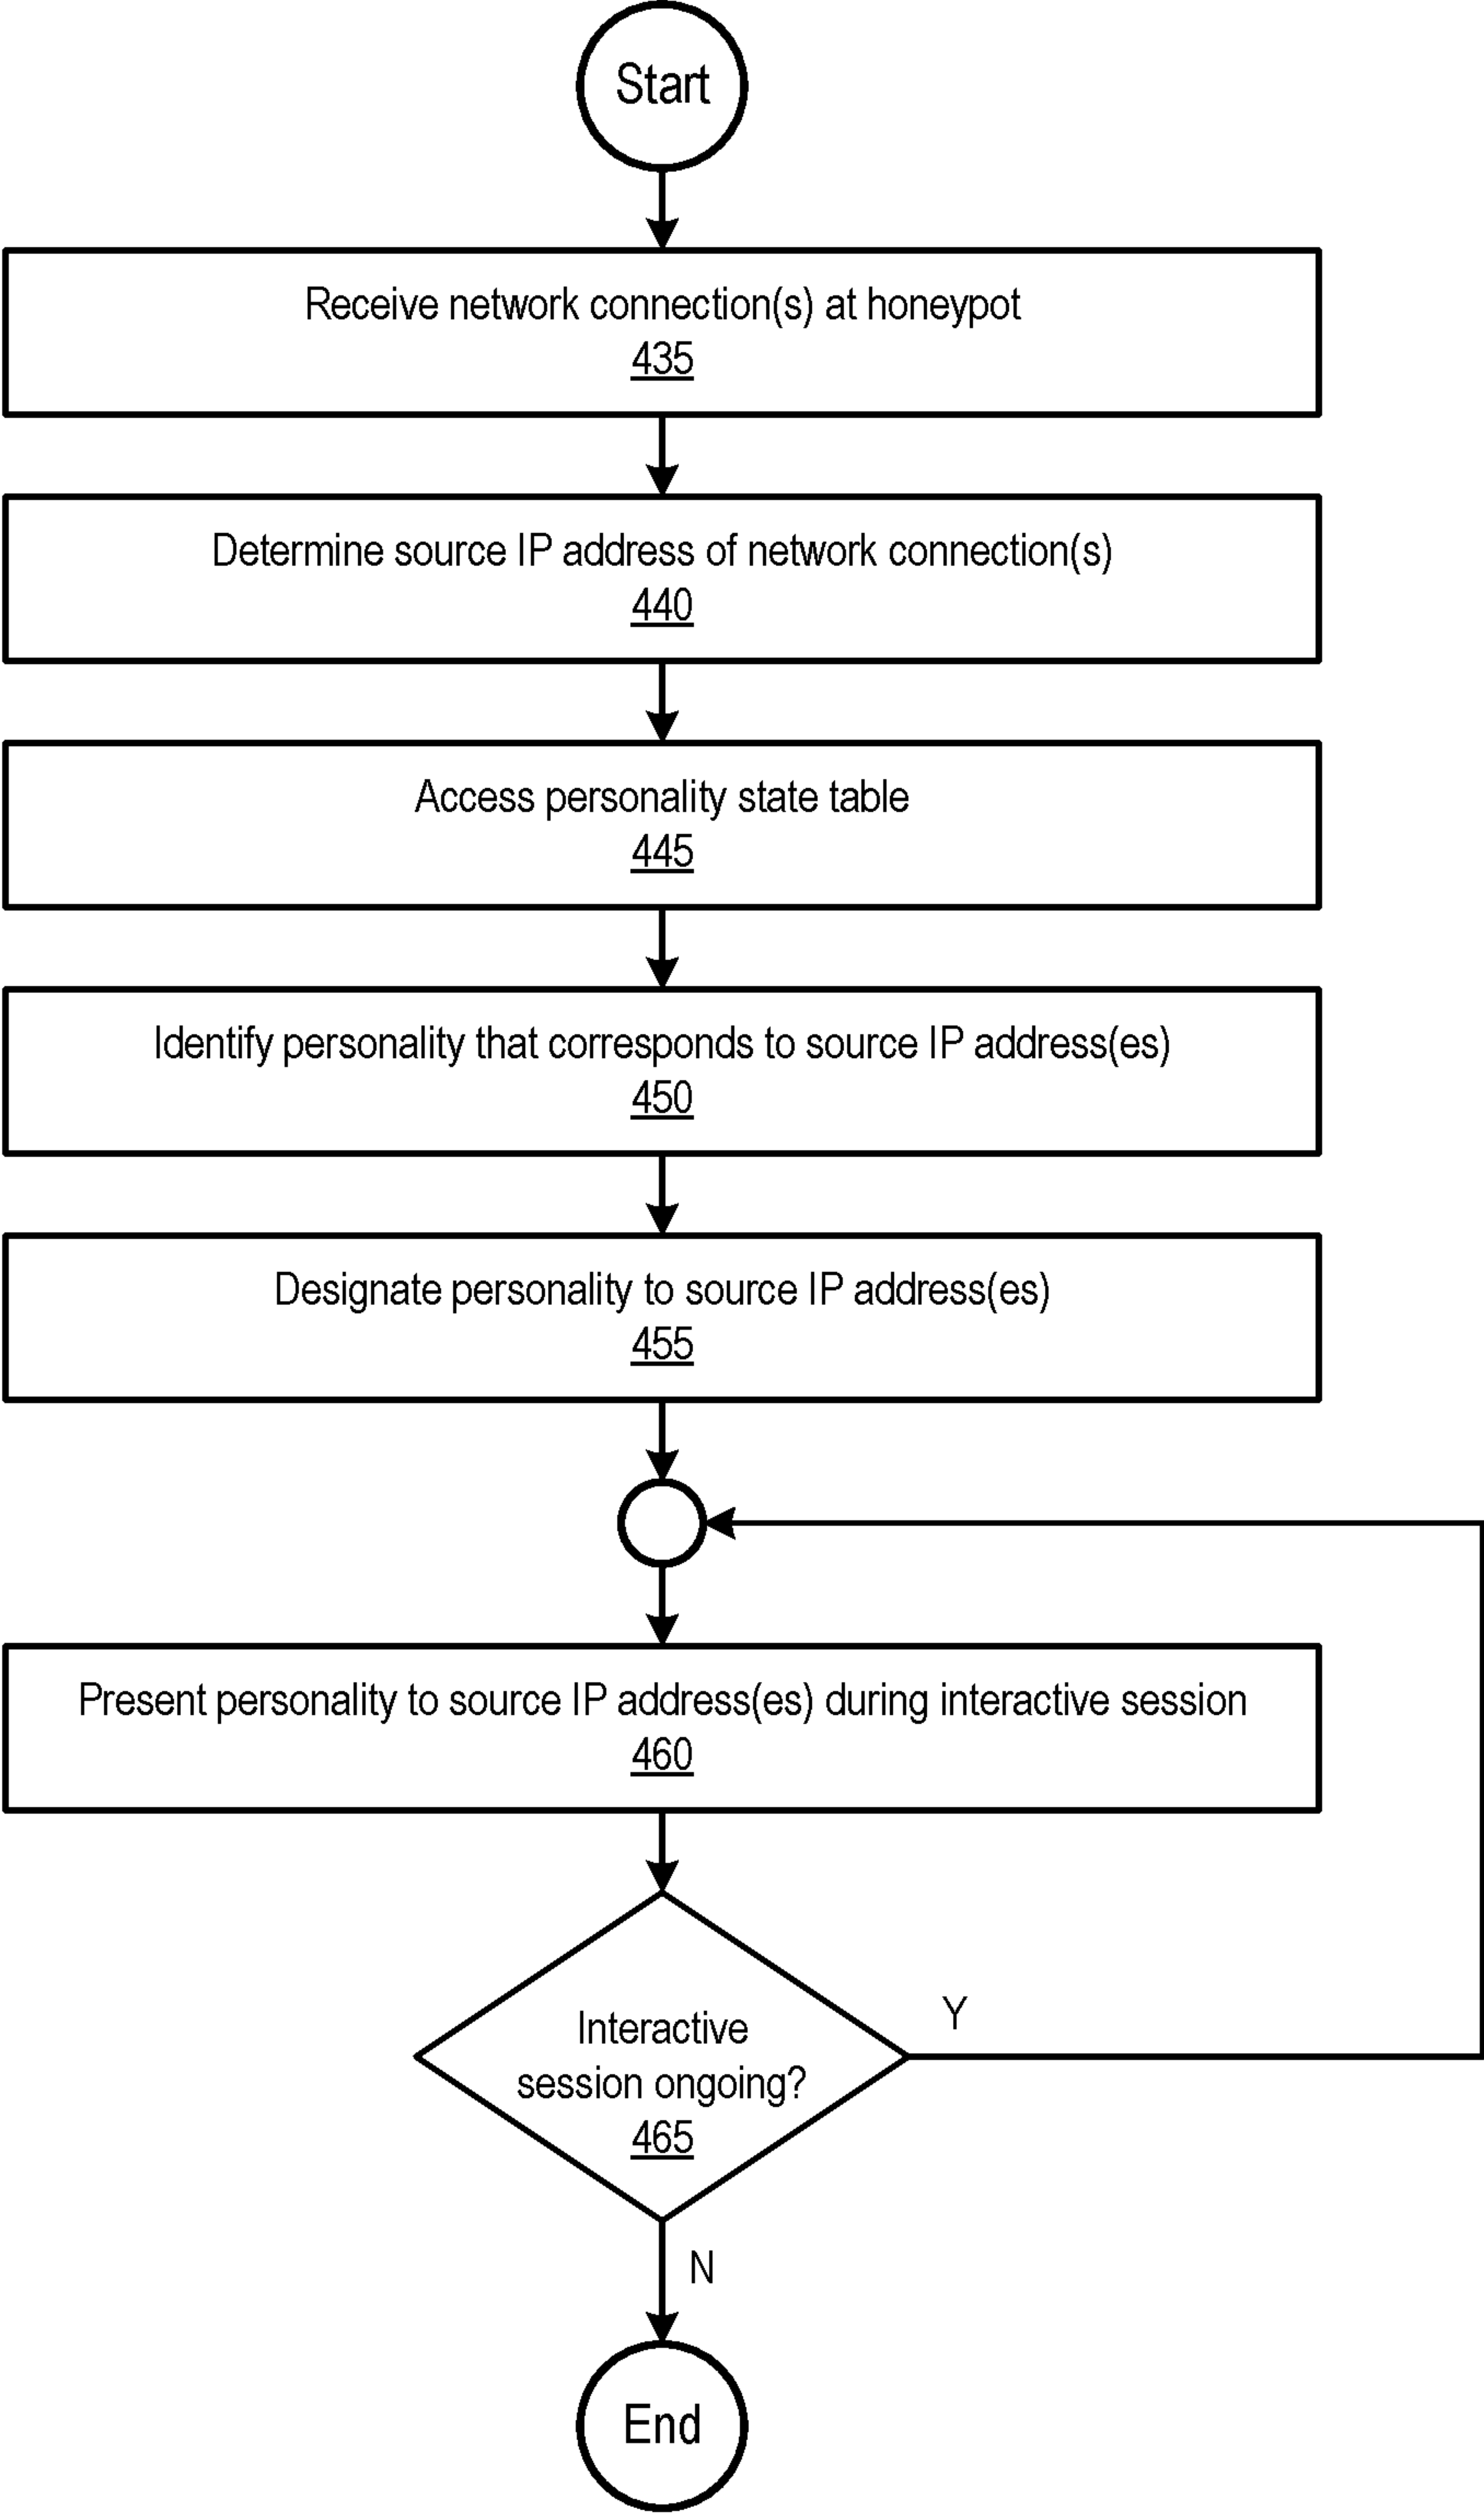 Start
Receive network connection(s) at honeypot
435
Determine source IP address of network connection(s)
440
Access personality state table
445
Identify personality that corresponds to source IP address(es)
450
Designate personality to source IP address(es)
455
Present personality to source IP address(es) during interactive session
460
Interactive
session ongoing?
465
Y
N
End